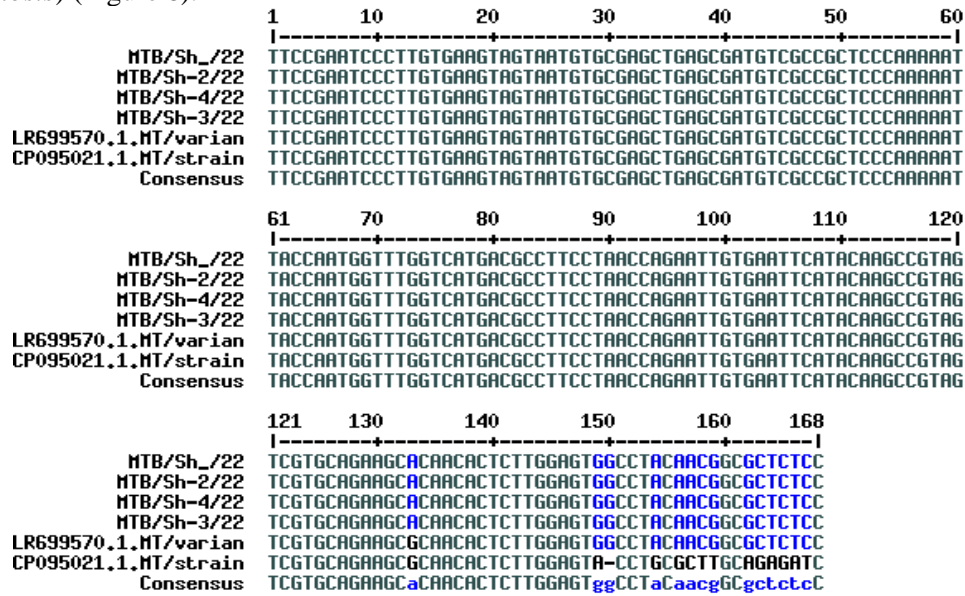 1 10 20 30 40 50 60
|--------+---------+---------+---------+---------+---------|
MTB/Sh_/22 TTCCGAATCCCTTGTGAAGTAGTAATGTGCGAGCTGAGCGATGTCGCCGCTCCCAAAAAT
MTB/Sh-2/22 TTCCGAATCCCTTGTGAAGTAGTAATGTGCGAGCTGAGCGATGTCGCCGCTCCCAAAAAT
MTB/Sh-4/22 TTCCGAATCCCTTGTGAAGTAGTAATGTGCGAGCTGAGCGATGTCGCCGCTCCCAAAAAT
MTB/Sh-3/22 TTCCGAATCCCTTGTGAAGTAGTAATGTGCGAGCTGAGCGATGTCGCCGCTCCCAAAAAT
LR699570.1.MT/varian TTCCGAATCCCTTGTGAAGTAGTAATGTGCGAGCTGAGCGATGTCGCCGCTCCCAAAAAT
CP095021.1.MT/strain TTCCGAATCCCTTGTGAAGTAGTAATGTGCGAGCTGAGCGATGTCGCCGCTCCCAAAAAT
Consensus TTCCGAATCCCTTGTGAAGTAGTAATGTGCGAGCTGAGCGATGTCGCCGCTCCCAAAAAT
61 70 80 90 100 110 120
|--------+---------+---------+---------+---------+---------|
MTB/Sh_/22 TACCAATGGTTTGGTCATGACGCCTTCCTAACCAGAATTGTGAATTCATACAAGCCGTAG
MTB/Sh-2/22 TACCAATGGTTTGGTCATGACGCCTTCCTAACCAGAATTGTGAATTCATACAAGCCGTAG
MTB/Sh-4/22 TACCAATGGTTTGGTCATGACGCCTTCCTAACCAGAATTGTGAATTCATACAAGCCGTAG
MTB/Sh-3/22 TACCAATGGTTTGGTCATGACGCCTTCCTAACCAGAATTGTGAATTCATACAAGCCGTAG
LR699570.1.MT/varian TACCAATGGTTTGGTCATGACGCCTTCCTAACCAGAATTGTGAATTCATACAAGCCGTAG
CP095021.1.MT/strain TACCAATGGTTTGGTCATGACGCCTTCCTAACCAGAATTGTGAATTCATACAAGCCGTAG
Consensus TACCAATGGTTTGGTCATGACGCCTTCCTAACCAGAATTGTGAATTCATACAAGCCGTAG
121 130 140 150 160 168
|--------+---------+---------+---------+-------|
MTB/Sh_/22 TCGTGCAGAAGCACAACACTCTTGGAGTGGCCTACAACGGCGCTCTCC
MTB/Sh-2/22 TCGTGCAGAAGCACAACACTCTTGGAGTGGCCTACAACGGCGCTCTCC
MTB/Sh-4/22 TCGTGCAGAAGCACAACACTCTTGGAGTGGCCTACAACGGCGCTCTCC
MTB/Sh-3/22 TCGTGCAGAAGCACAACACTCTTGGAGTGGCCTACAACGGCGCTCTCC
LR699570.1.MT/varian TCGTGCAGAAGCGCAACACTCTTGGAGTGGCCTACAACGGCGCTCTCC
CP095021.1.MT/strain TCGTGCAGAAGCGCAACACTCTTGGAGTA-CCTGCGCTTGCAGAGATC
Consensus TCGTGCAGAAGCaCAACACTCTTGGAGTggCCTaCaacgGCgctctcC